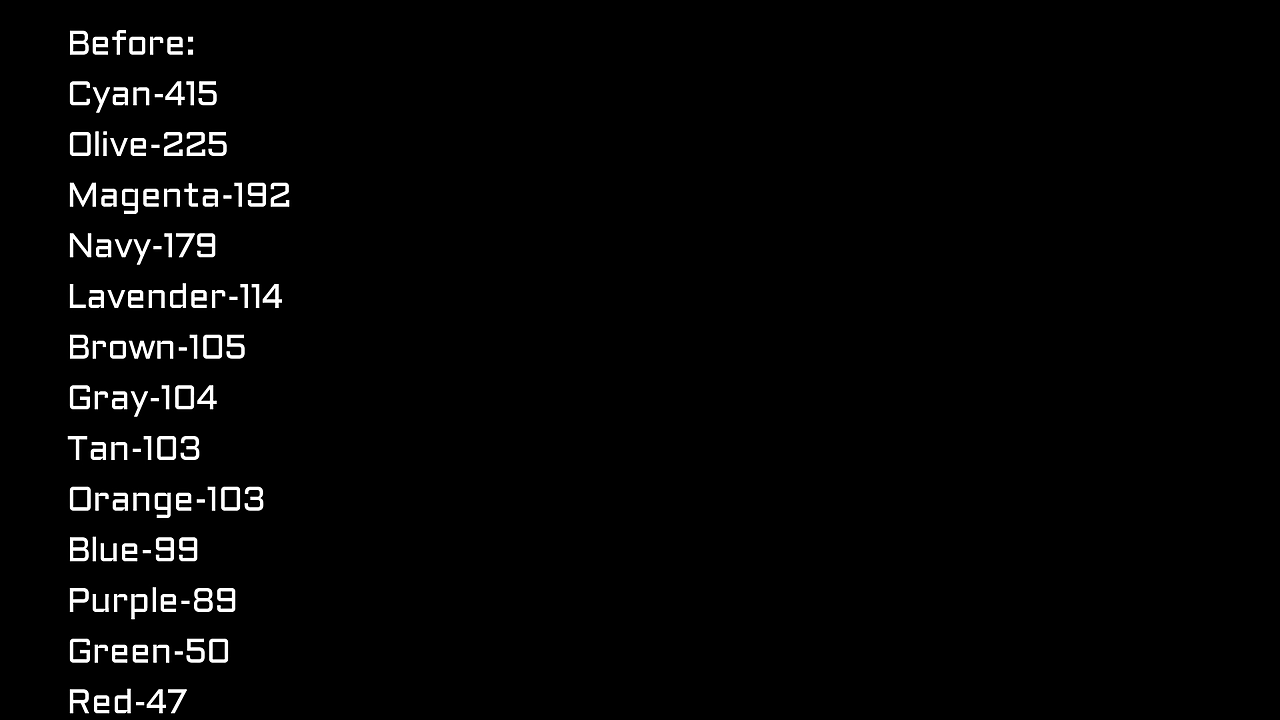 Before:
Cyan-415
Olive-225
Magenta-192
Navy-179
Lavender-114
Brown-105
Gray-104
Tan-103
Orange-103
Blue-99
Purple-89
Green-50
Red-47